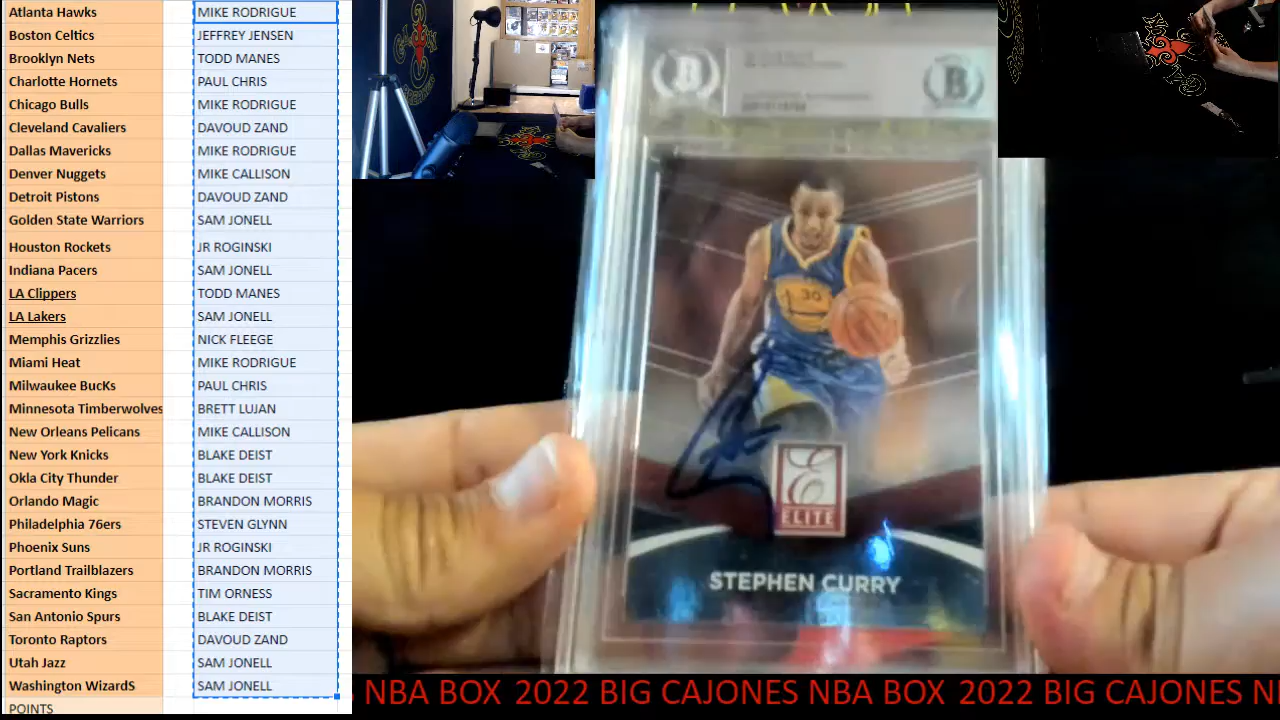 Atlanta Hawks MIKE RODRIGUE
Boston Celtics JEFFREY JENSEN
Brooklyn Nets TODD MANES
Charlotte Hornets PAUL CHRIS
Chicago Bulls MIKE RODRIGUE
Cleveland Cavaliers DAVOUD ZAND
Dallas Mavericks MIKE RODRIGUE
Denver Nuggets MIKE CALLISON
Detroit Pistons DAVOUD ZAND
Golden State Warriors SAM JONELL
Houston Rockets JR ROGINSKI
Indiana Pacers SAM JONELL
LA Clippers TODD MANES
LA Lakers SAM JONELL
Memphis Grizzlies NICK FLEEGE
Miami Heat MIKE RODRIGUE
Milwaukee BucKs PAUL CHRIS
Minnesota Timberwolves BRETT LUJAN
New Orleans Pelicans MIKE CALLISON
New York Knicks BLAKE DEIST
Okla City Thunder BLAKE DEIST
Orlando Magic BRANDON MORRIS
Philadelphia 76ers STEVEN GLYNN
Phoenix Suns JR ROGINSKI
Portland Trailblazers BRANDON MORRIS
Sacramento Kings TIM ORNESS
San Antonio Spurs BLAKE DEIST
Toronto Raptors DAVOUD ZAND
Utah Jazz SAM JONELL
Washington WizardS SAM JONELL
POINTS
B
B
30
E
ELITE
STEPHEN CURRY
NBA BOX 2022 BIG CAJONES NBA BOX 2022 BIG CAJONES N